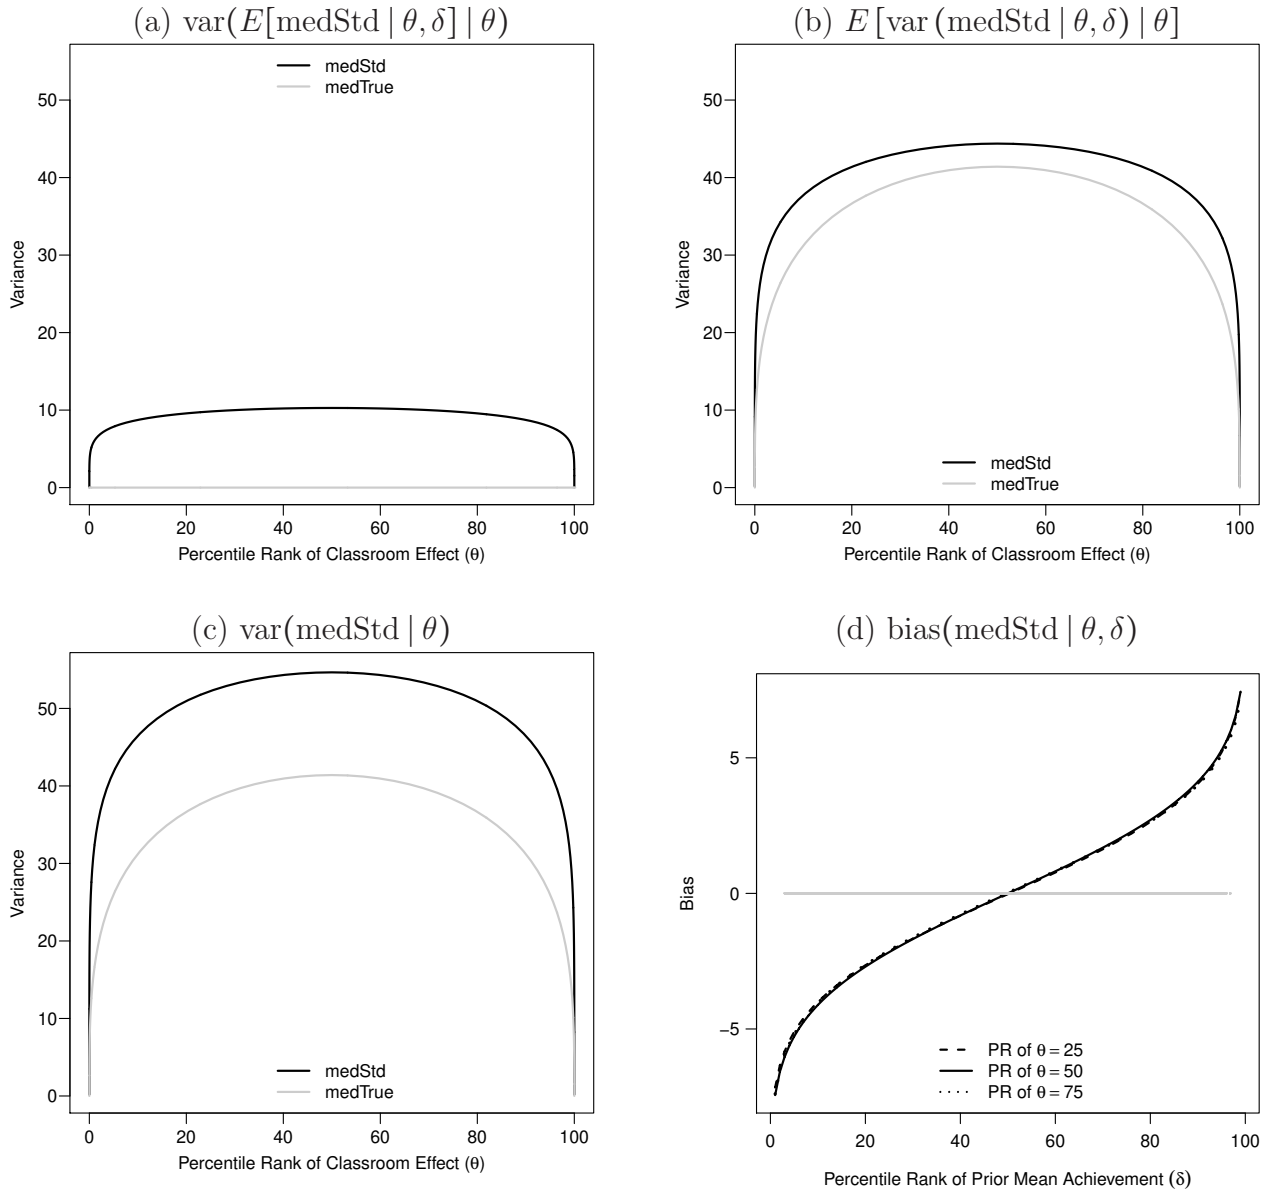 (a) var(E[medStd | θ, δ] | θ)
medStd
medTrue
50
40
30
20
10
0
Variance
0 20 40 60 80 100
Percentile Rank of Classroom Effect (θ)
(b) E [var (medStd | θ, δ) | θ]
50
40
30
20
10
0
Variance
medStd
medTrue
0 20 40 60 80 100
Percentile Rank of Classroom Effect (θ)
(c) var(medStd | θ)
50
40
30
20
10
0
Variance
medStd
medTrue
0 20 40 60 80 100
Percentile Rank of Classroom Effect (θ)
(d) bias(medStd | θ, δ)
5
0
−5
Bias
PR of θ = 25
PR of θ = 50
PR of θ = 75
0 20 40 60 80 100
Percentile Rank of Prior Mean Achievement (δ)